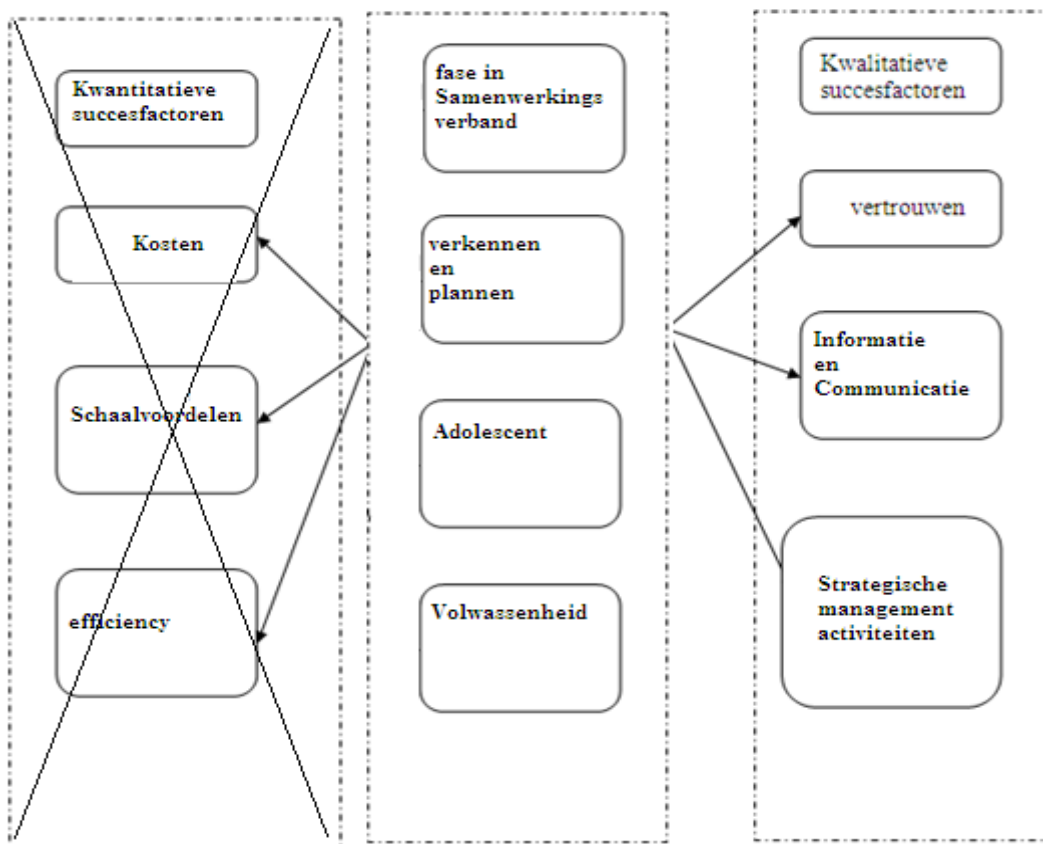 Kwantitatieve
succesfactoren
Kosten
Schaalvoordelen
efficiency
fase in
Samenwerkings
verband
verkennen
en
plannen
Adolescent
Volwassenheid
Kwalitatieve
succesfactoren
vertrouwen
Informatie
en
Communicatie
Strategische
management
activiteiten